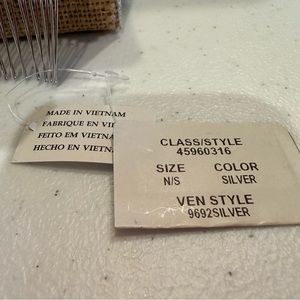 MADE IN VIETNAM
FABRIQUE EN VI
FEITO EM VIETNA
HECHO EN VIETNA
CLASS/STYLE
45960316
SIZE COLOR
N/S SILVER
VEN STYLE
9692SILVER